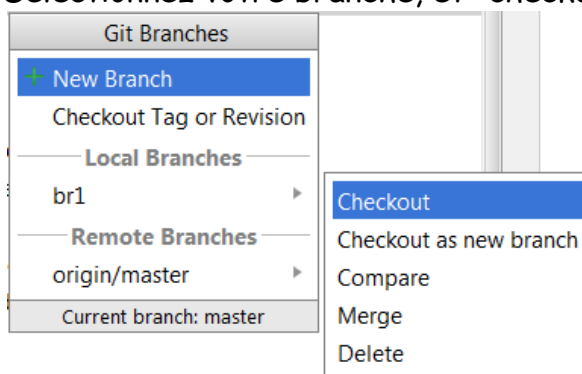 Git Branches
New Branch
Checkout Tag or Revision
Local Branches
br1
Remote Branches
origin/master
Current branch: master
Checkout
Checkout as new branch
Compare
Merge
Delete